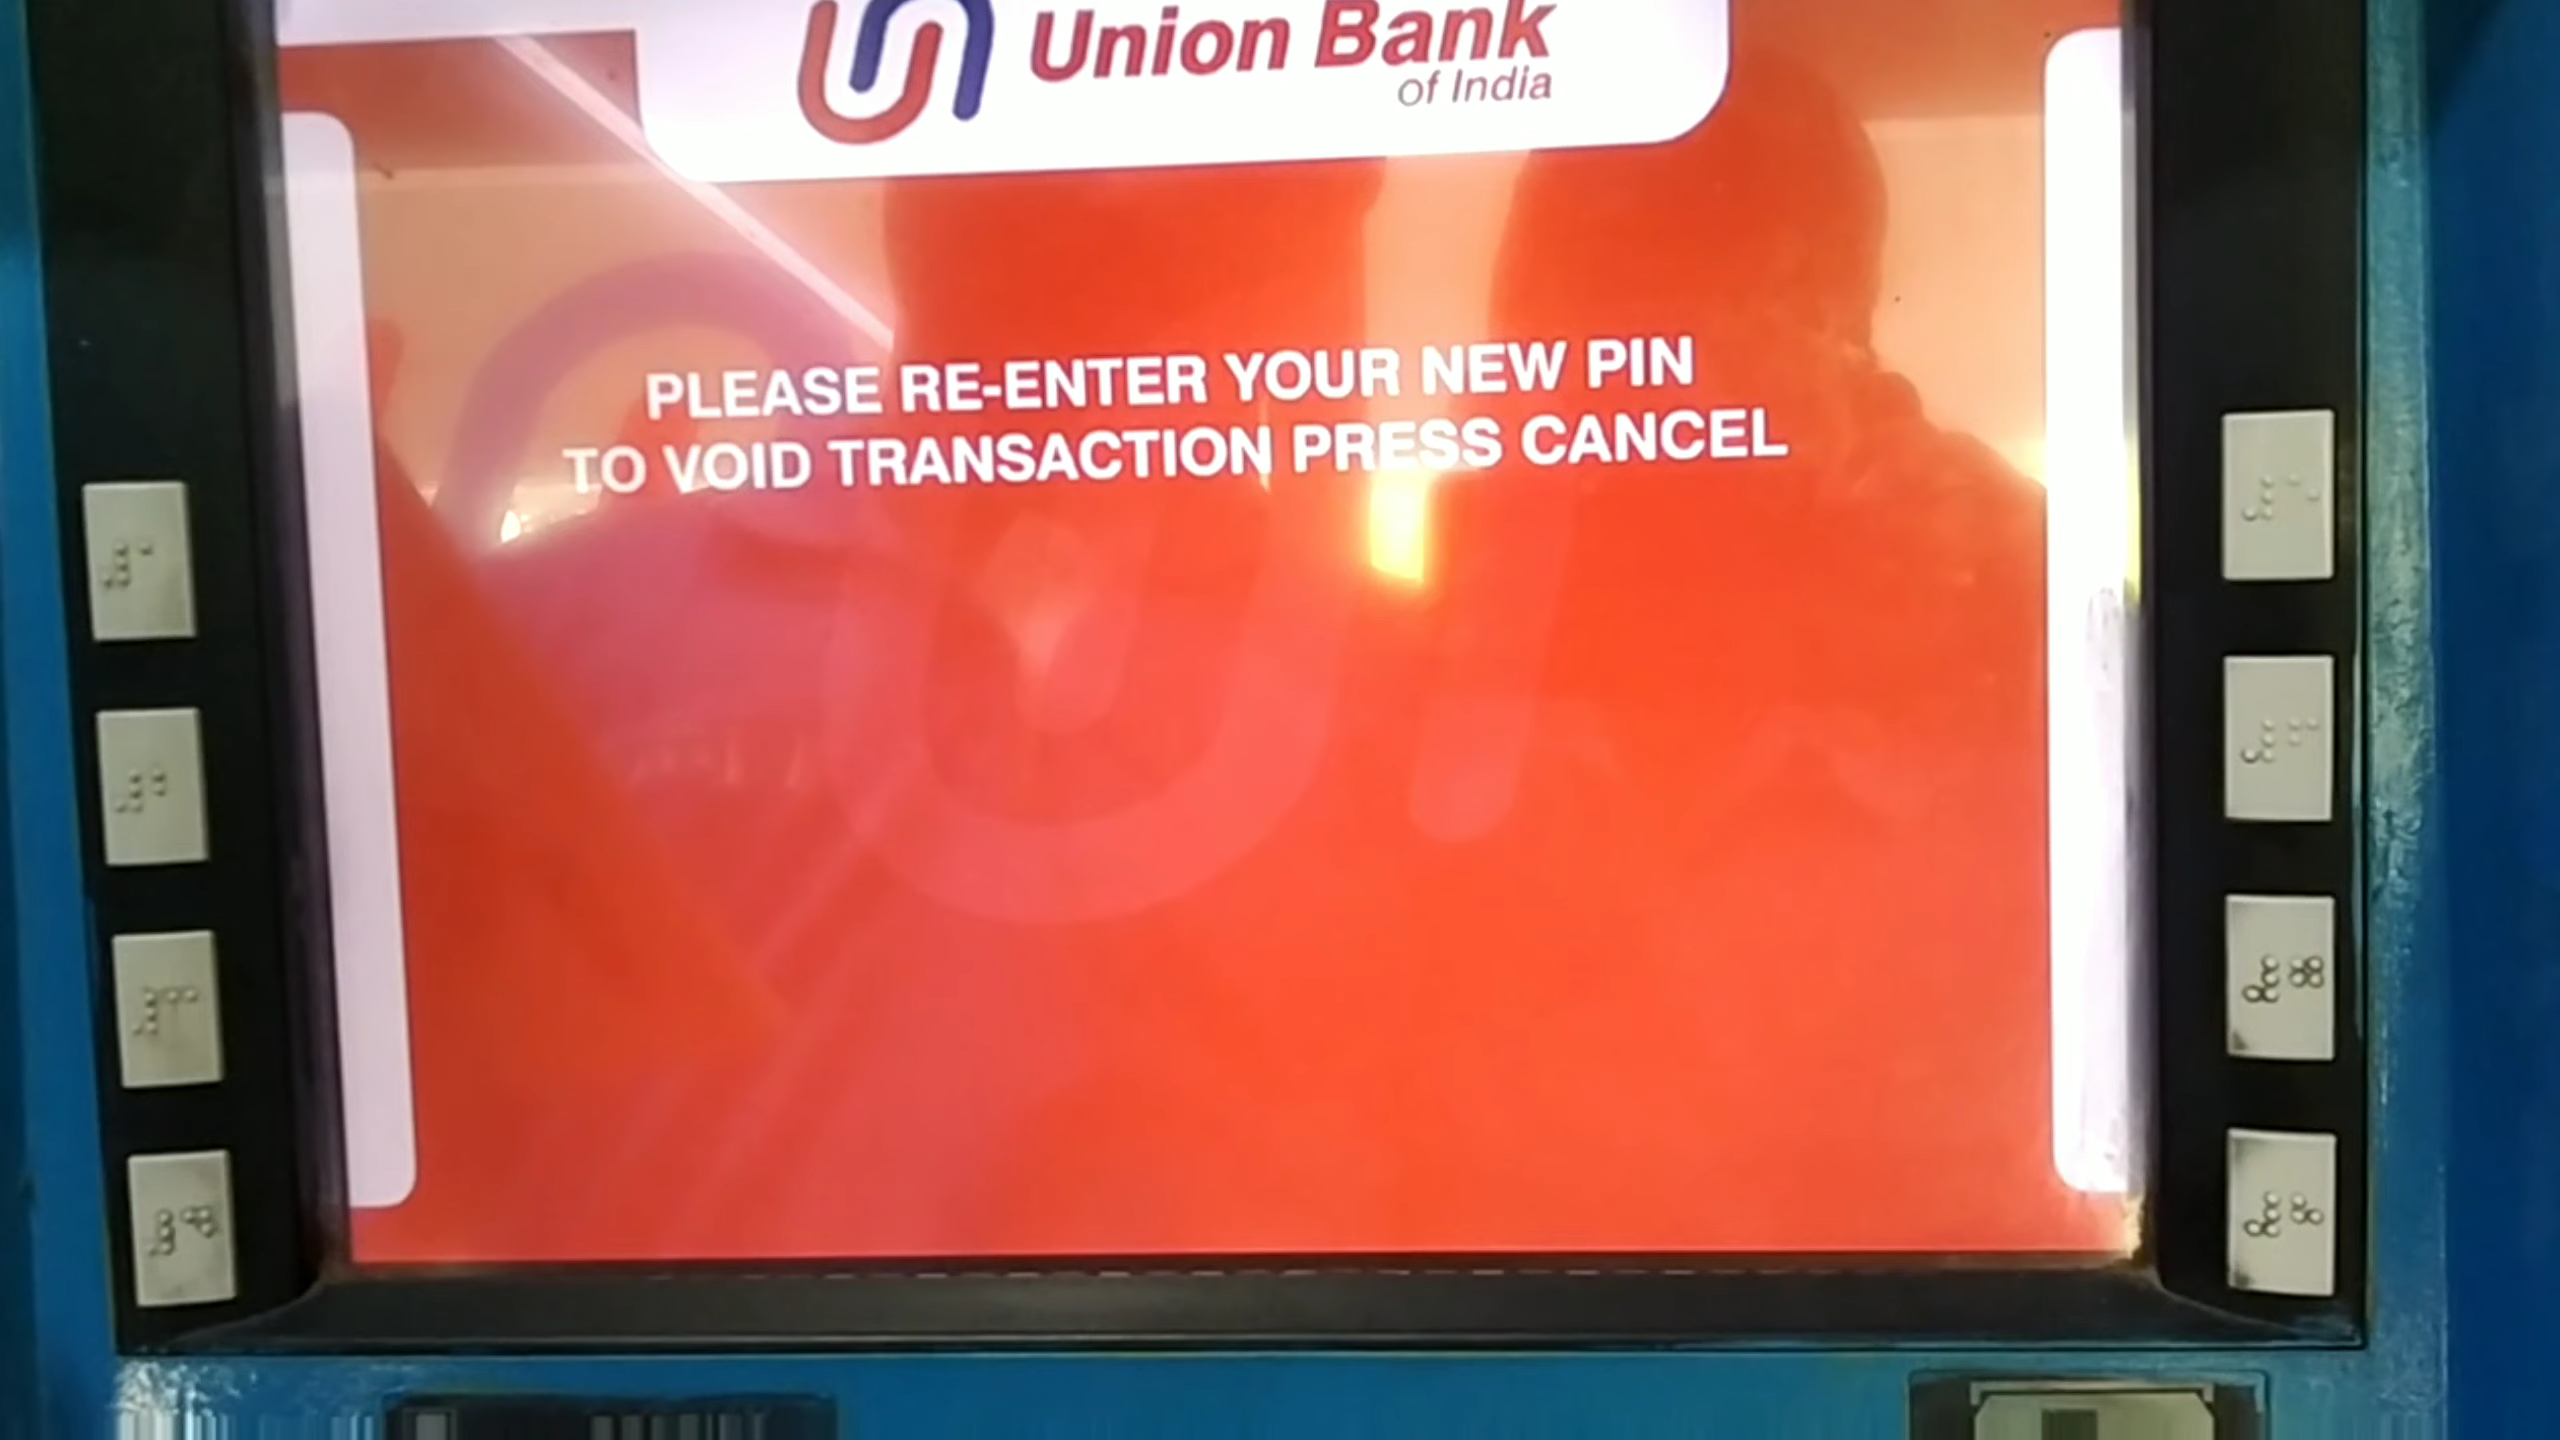 Union Bank
of India
PLEASE RE-ENTER YOUR NEW PIN
TO VOID TRANSACTION PRESS CANCEL